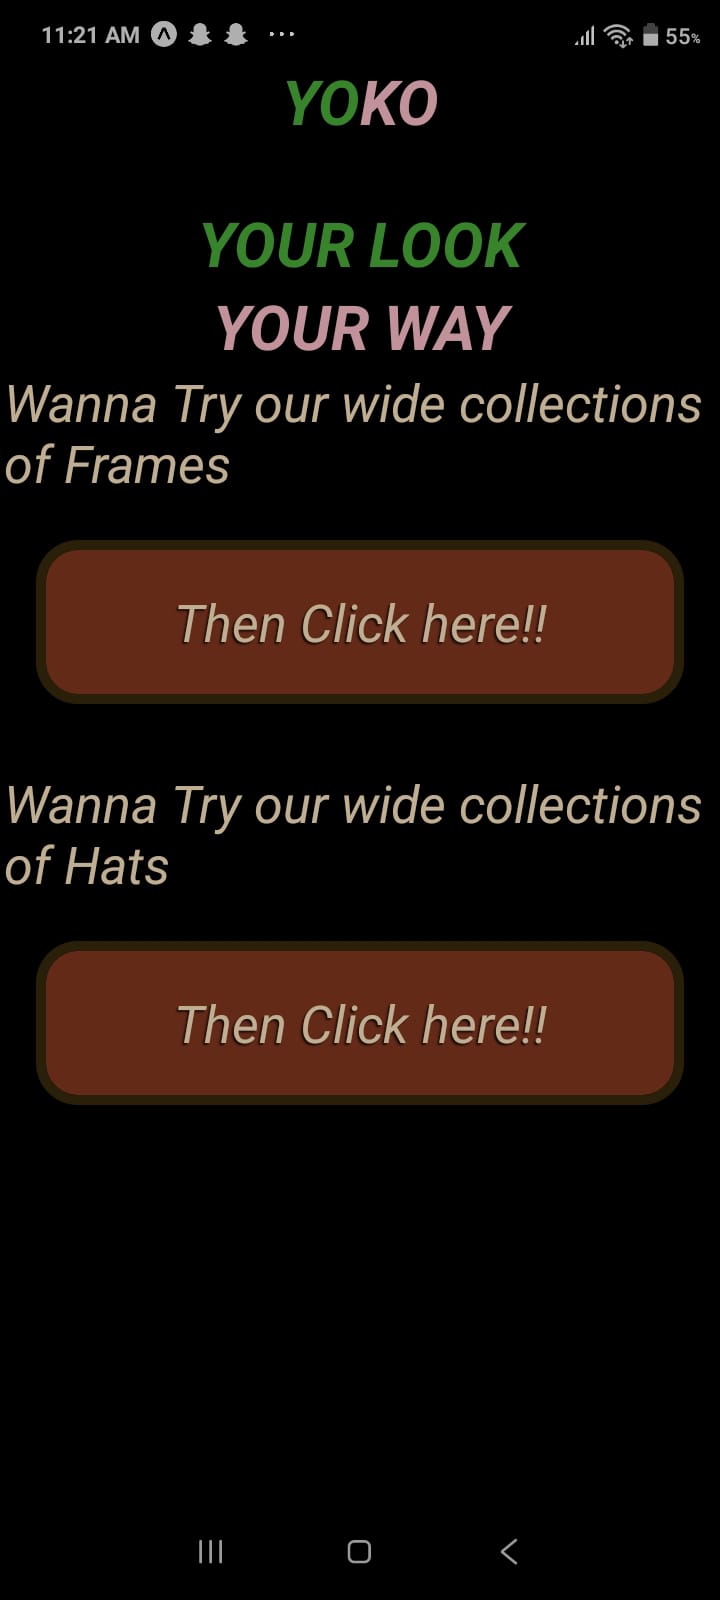 11:21 AM 55%
YOKO
YOUR LOOK
YOUR WAY
Wanna Try our wide collections
of Frames
Then Click here!!
Wanna Try our wide collections
of Hats
Then Click here!!